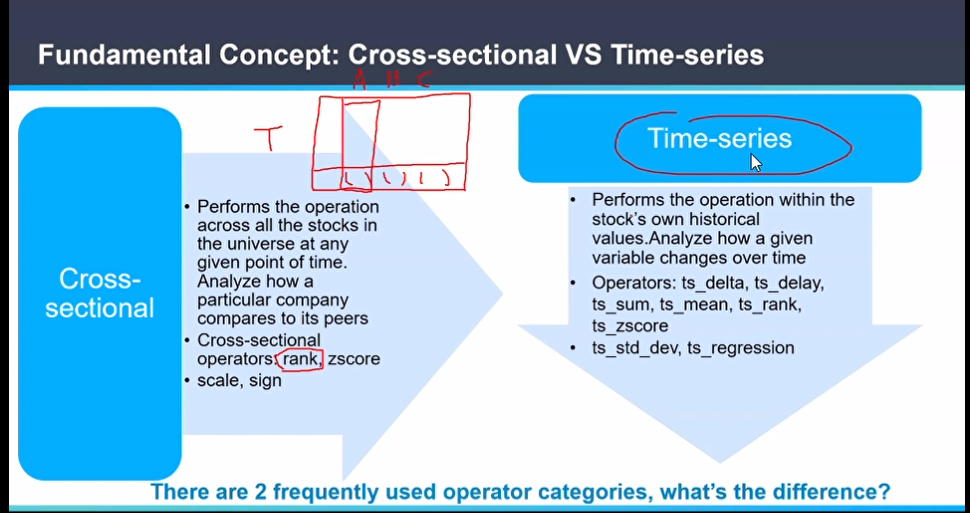 Fundamental Concept: Cross-sectional VS Time-series
A B C
T
Cross-
sectional
• Performs the operation
across all the stocks in
the universe at any
given point of time.
Analyze how a
particular company
compares to its peers
• Cross-sectional
operators: rank, zscore
• scale, sign
Time-series
• Performs the operation within the
stock's own historical
values.Analyze how a given
variable changes over time
• Operators: ts_delta, ts_delay,
ts_sum, ts_mean, ts_rank,
ts_zscore
• ts_std_dev, ts_regression
There are 2 frequently used operator categories, what's the difference?